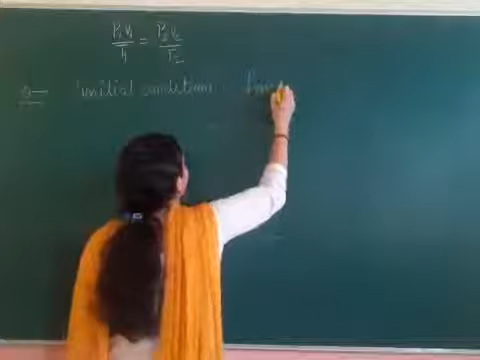 P₁V₁/T₁ = P₂V₂/T₂
Q— Initial condition